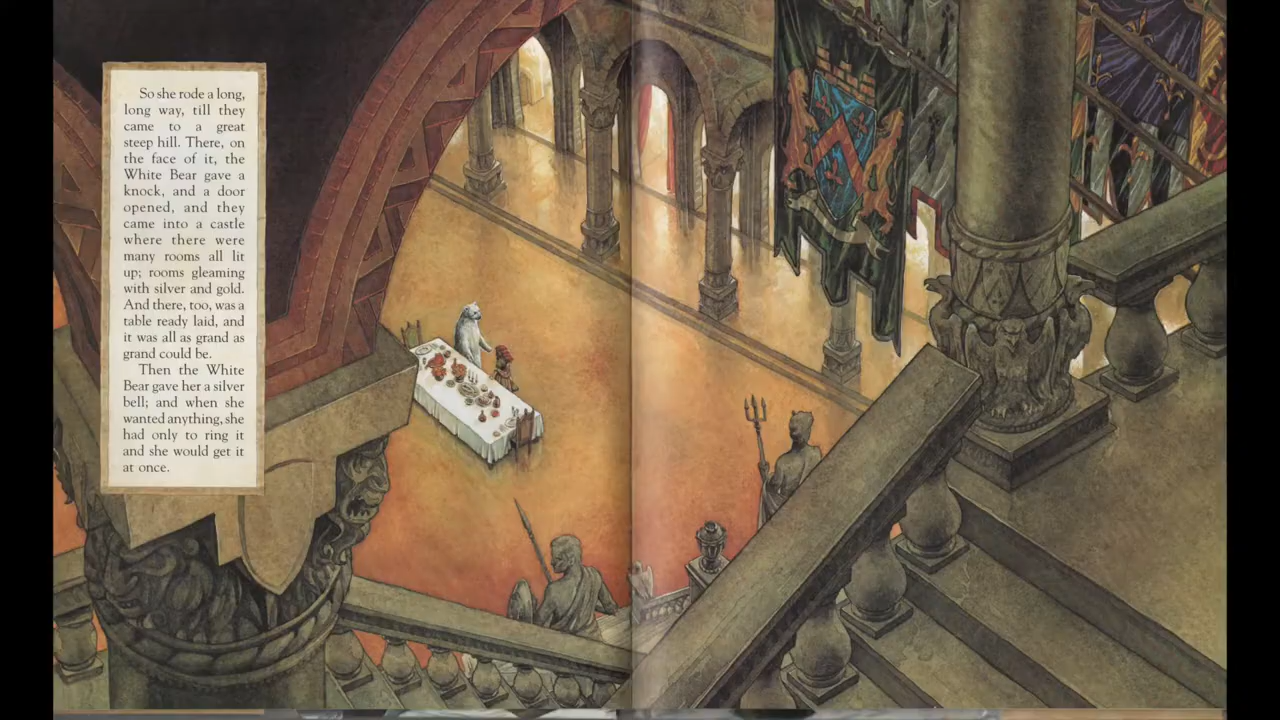 So she rode a long,
long way, till they
came to a great
steep hill. There, on
the face of it, the
White Bear gave a
knock, and a door
opened, and they
came into a castle
where there were
many rooms all lit
up; rooms gleaming
with silver and gold.
And there, too, was a
table ready laid, and
it was all as grand as
grand could be.
Then the White
Bear gave her a silver
bell; and when she
wanted anything, she
had only to ring it
and she would get it
at once.